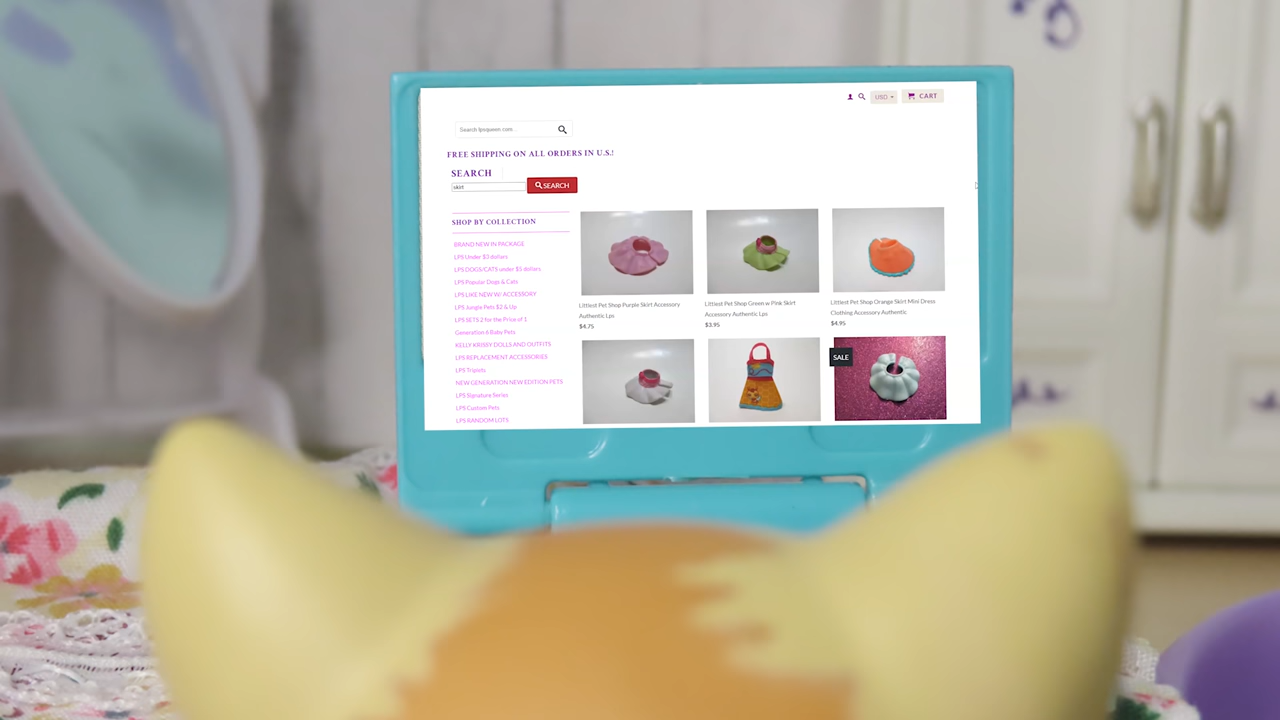 USD
CART
Search lpsqueen.com...
FREE SHIPPING ON ALL ORDERS IN U.S.!
SEARCH
skirt
SEARCH
SHOP BY COLLECTION
BRAND NEW IN PACKAGE
LPS Under $3 dollars
LPS DOGS/CATS under $5 dollars
LPS Popular Dogs & Cats
LPS LIKE NEW W/ ACCESSORY
LPS Jungle Pets $2 & Up
LPS SETS 2 for the Price of 1
Generation 6 Baby Pets
KELLY KRISSY DOLLS AND OUTFITS
LPS REPLACEMENT ACCESSORIES
LPS Triplets
NEW GENERATION NEW EDITION PETS
LPS Signature Series
LPS Custom Pets
LPS RANDOM LOTS
Littlest Pet Shop Purple Skirt Accessory
Authentic Lps
$4.75
Littlest Pet Shop Green w Pink Skirt
Accessory Authentic Lps
$3.95
Littlest Pet Shop Orange Skirt Mini Dress
Clothing Accessory Authentic
$4.95
SALE